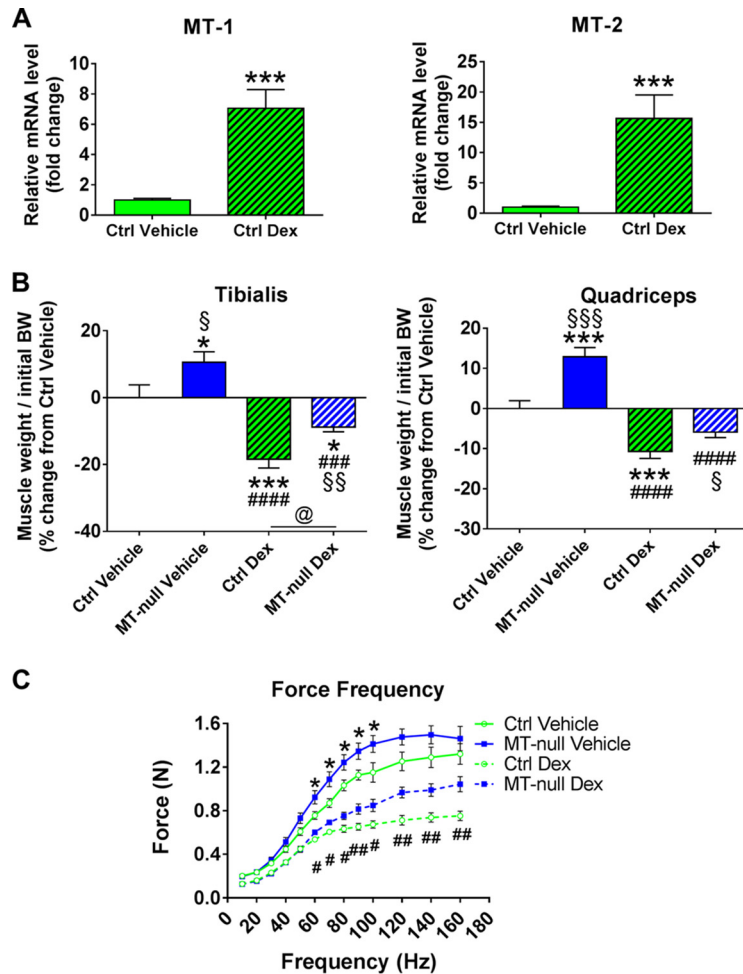 A
MT-1
MT-2
Relative mRNA level
(fold change)
10
8
6
4
2
0
***
Ctrl Vehicle
Ctrl Dex
Relative mRNA level
(fold change)
25
20
15
10
5
0
***
Ctrl Vehicle
Ctrl Dex
B
Tibialis
Quadriceps
Muscle weight / initial BW
(% change from Ctrl Vehicle)
20
0
-20
-40
§
*
***
####
*
###
§§
@
Ctrl Vehicle
MT-null Vehicle
Ctrl Dex
MT-null Dex
Muscle weight / initial BW
(% change from Ctrl Vehicle)
20
10
0
-10
-20
-30
§§§
***
***
####
####
§
Ctrl Vehicle
MT-null Vehicle
Ctrl Dex
MT-null Dex
C
Force Frequency
Force (N)
1.6
1.2
0.8
0.4
0.0
* * * * *
# # # ## # ## ## ##
0 20 40 60 80 100 120 140 160 180
Frequency (Hz)
Ctrl Vehicle
MT-null Vehicle
Ctrl Dex
MT-null Dex